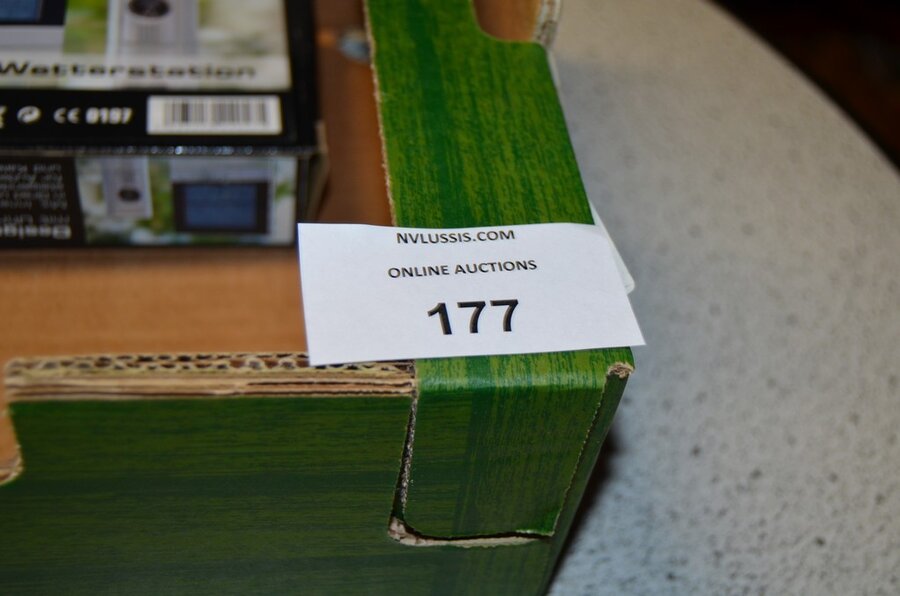 Wetterstation
CE 0197
NVLUSSIS.COM
ONLINE AUCTIONS
177